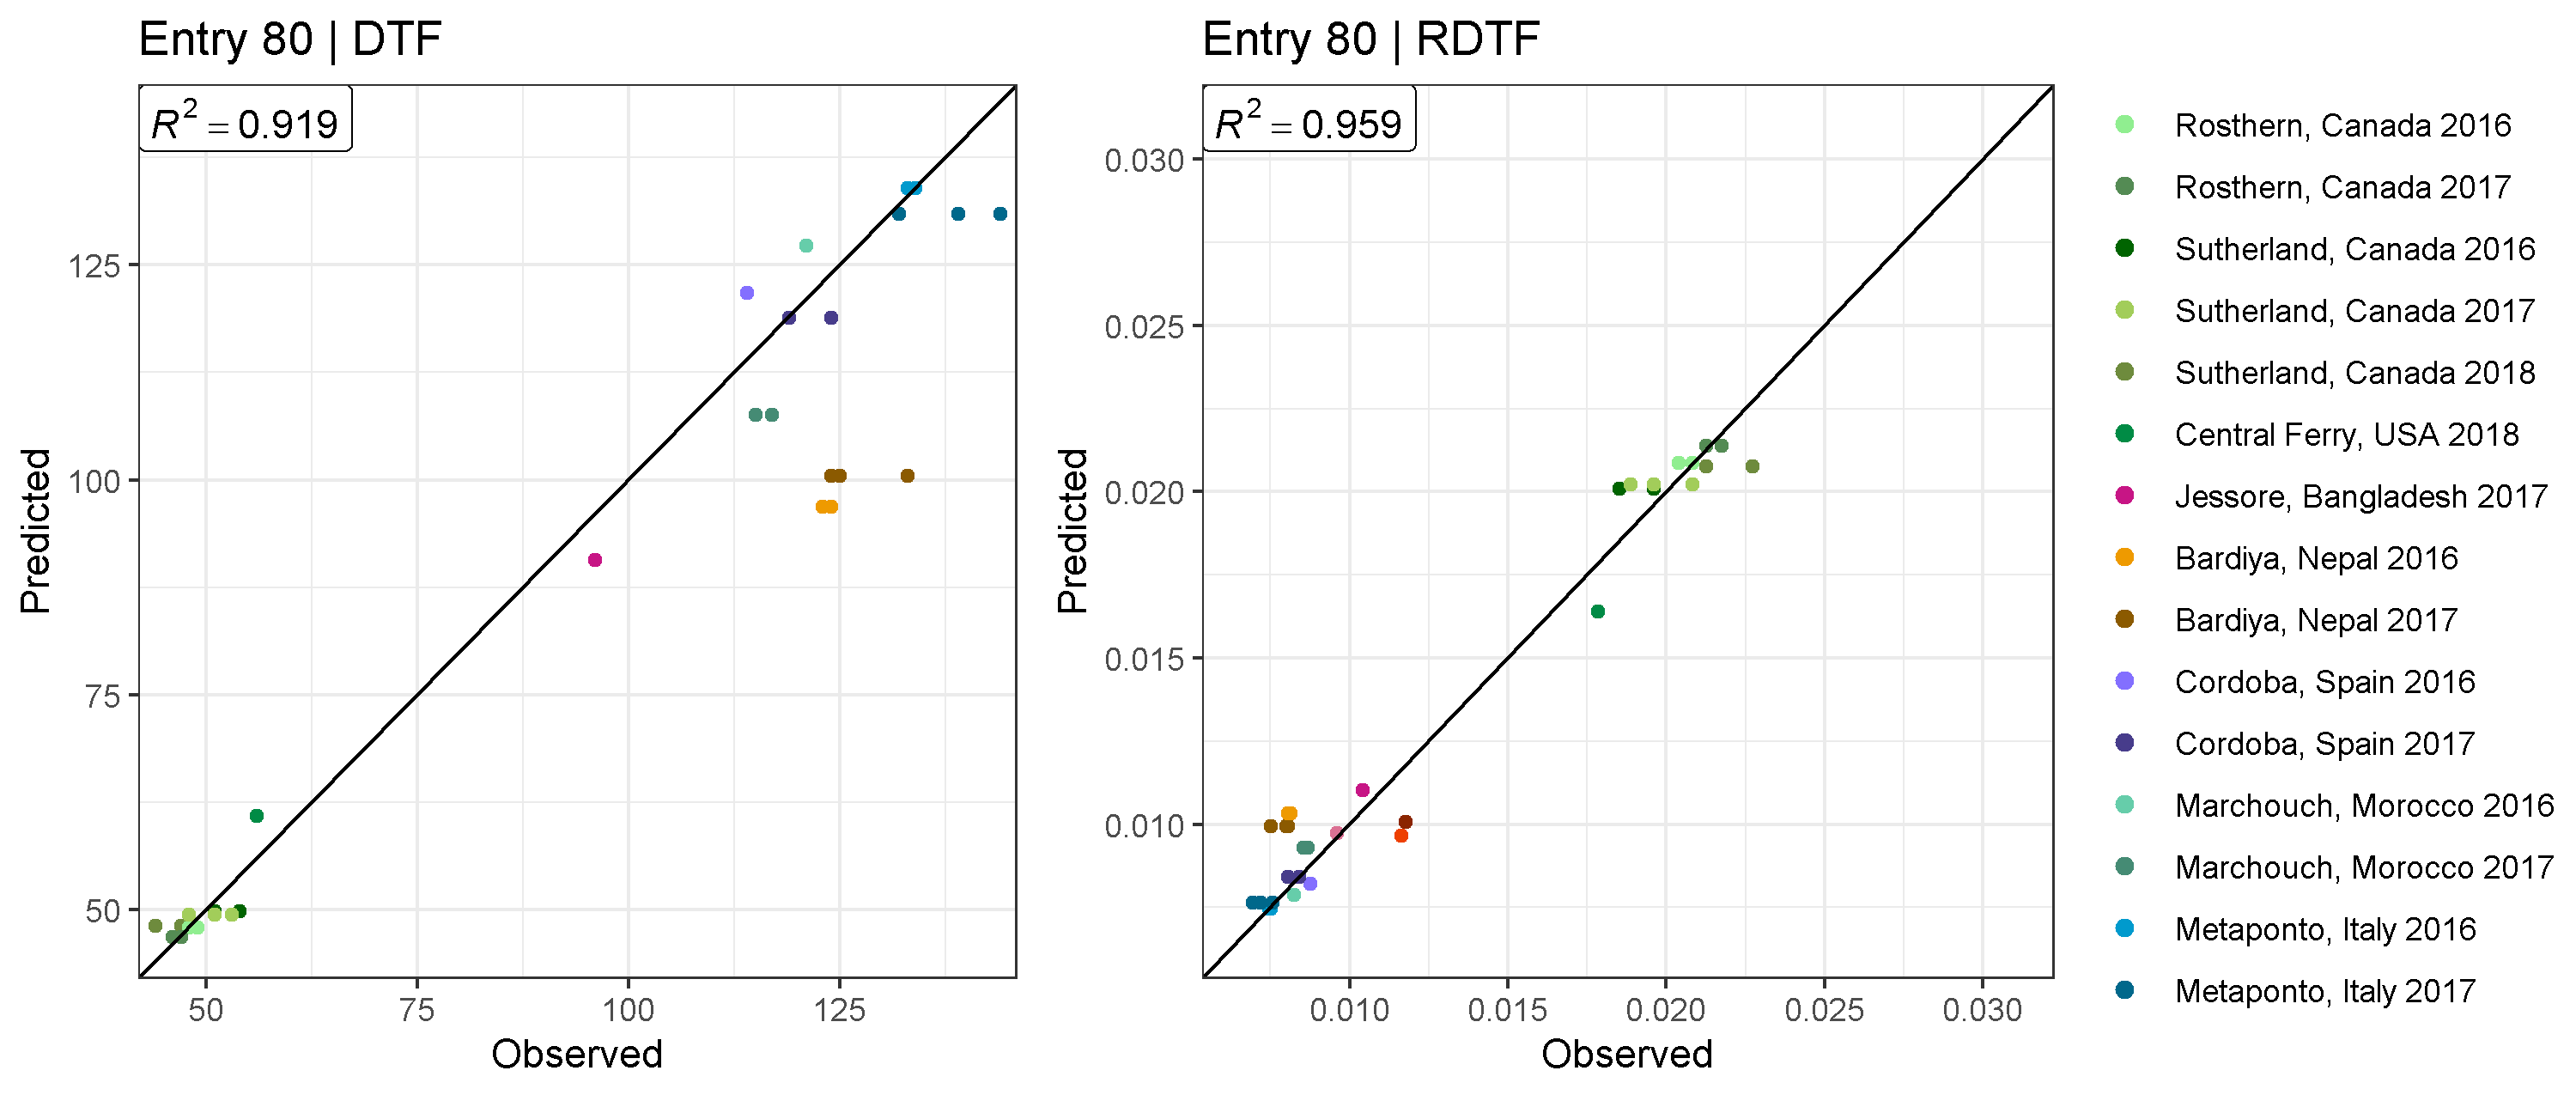 Entry 80 | DTF
R² = 0.919
Predicted
125
100
75
50
50 75 100 125
Observed
Entry 80 | RDTF
R² = 0.959
Predicted
0.030
0.025
0.020
0.015
0.010
0.010 0.015 0.020 0.025 0.030
Observed
Rosthern, Canada 2016
Rosthern, Canada 2017
Sutherland, Canada 2016
Sutherland, Canada 2017
Sutherland, Canada 2018
Central Ferry, USA 2018
Jessore, Bangladesh 2017
Bardiya, Nepal 2016
Bardiya, Nepal 2017
Cordoba, Spain 2016
Cordoba, Spain 2017
Marchouch, Morocco 2016
Marchouch, Morocco 2017
Metaponto, Italy 2016
Metaponto, Italy 2017